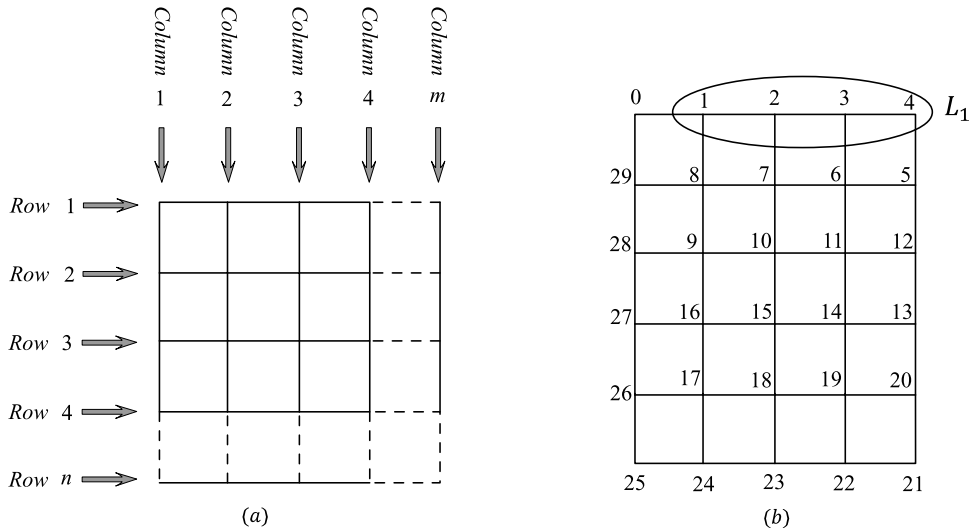 Column 1
Column 2
Column 3
Column 4
Column m
Row 1
Row 2
Row 3
Row 4
Row n
(a)
0 1 2 3 4 L₁
29 8 7 6 5
28 9 10 11 12
27 16 15 14 13
26 17 18 19 20
25 24 23 22 21
(b)